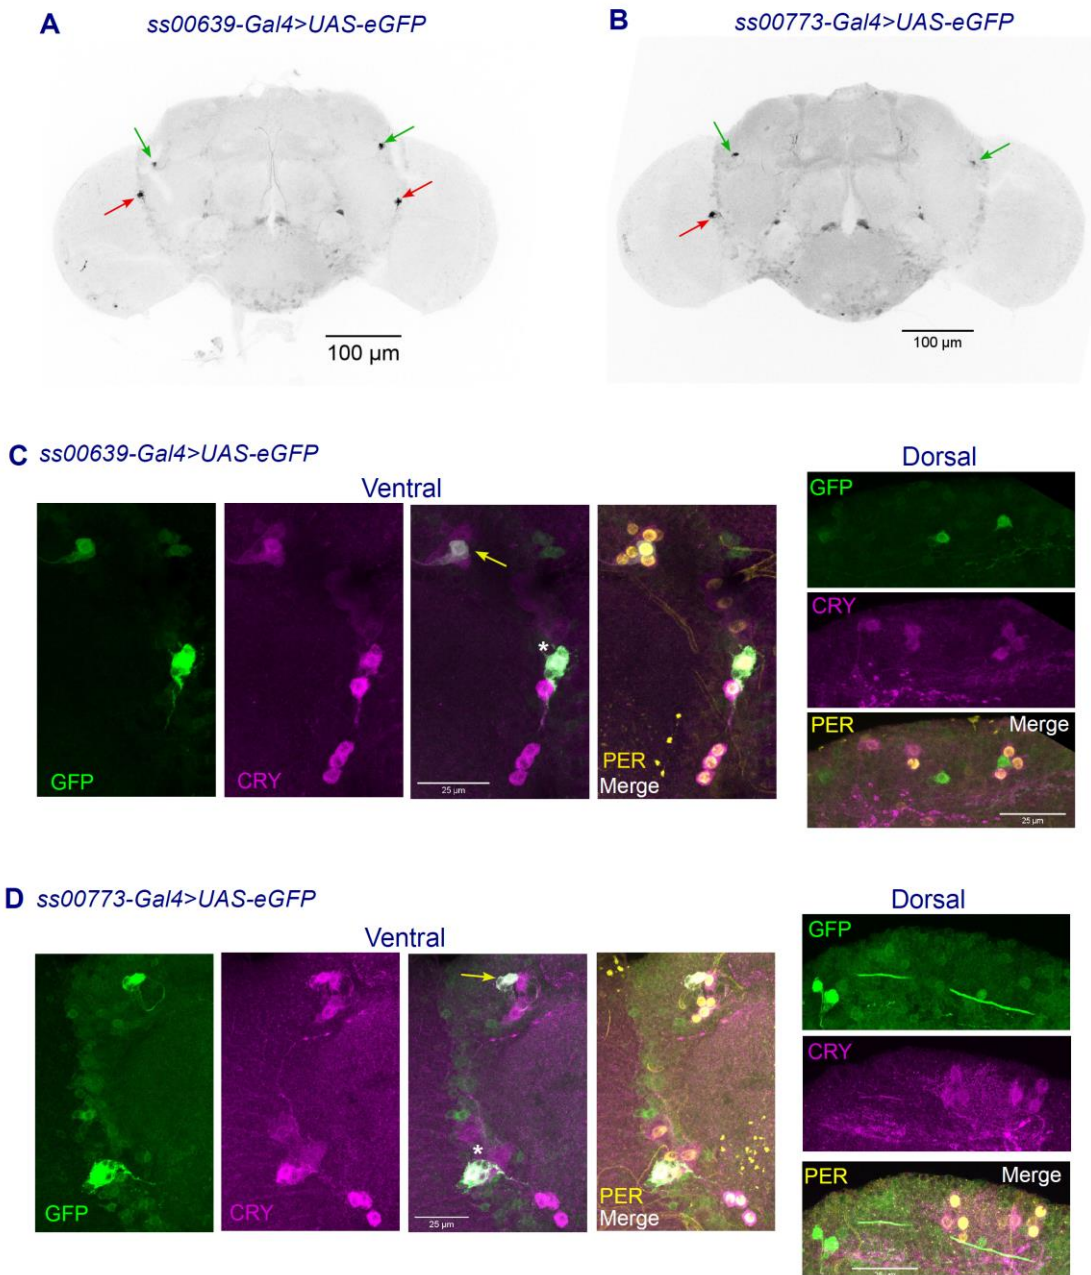 A ss00639-Gal4>UAS-eGFP
B ss00773-Gal4>UAS-eGFP
100 µm
100 µm
C ss00639-Gal4>UAS-eGFP
Ventral
Dorsal
GFP
CRY
25 µm
PER
Merge
GFP
CRY
PER Merge
25 µm
D ss00773-Gal4>UAS-eGFP
Ventral
Dorsal
GFP
CRY
25 µm
PER
Merge
GFP
CRY
PER Merge